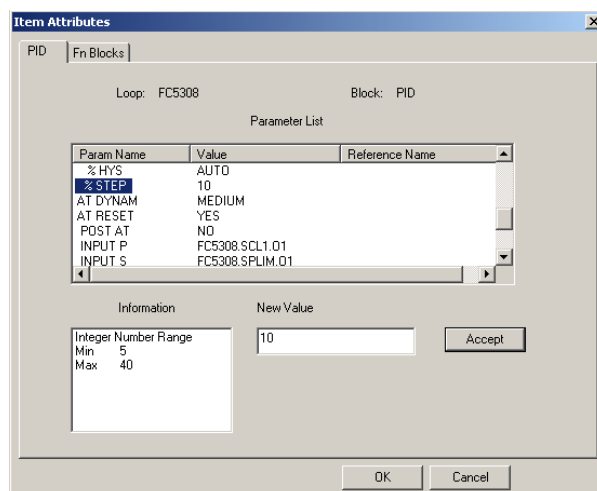 Item Attributes
PID Fn Blocks
Loop: FC5308 Block: PID
Parameter List
Param Name Value Reference Name
% HYS AUTO
% STEP 10
AT DYNAM MEDIUM
AT RESET YES
POST AT NO
INPUT P FC5308.SCL1.O1
INPUT S FC5308.SPLIM.O1
Information New Value
Integer Number Range 10 Accept
Min 5
Max 40
OK Cancel